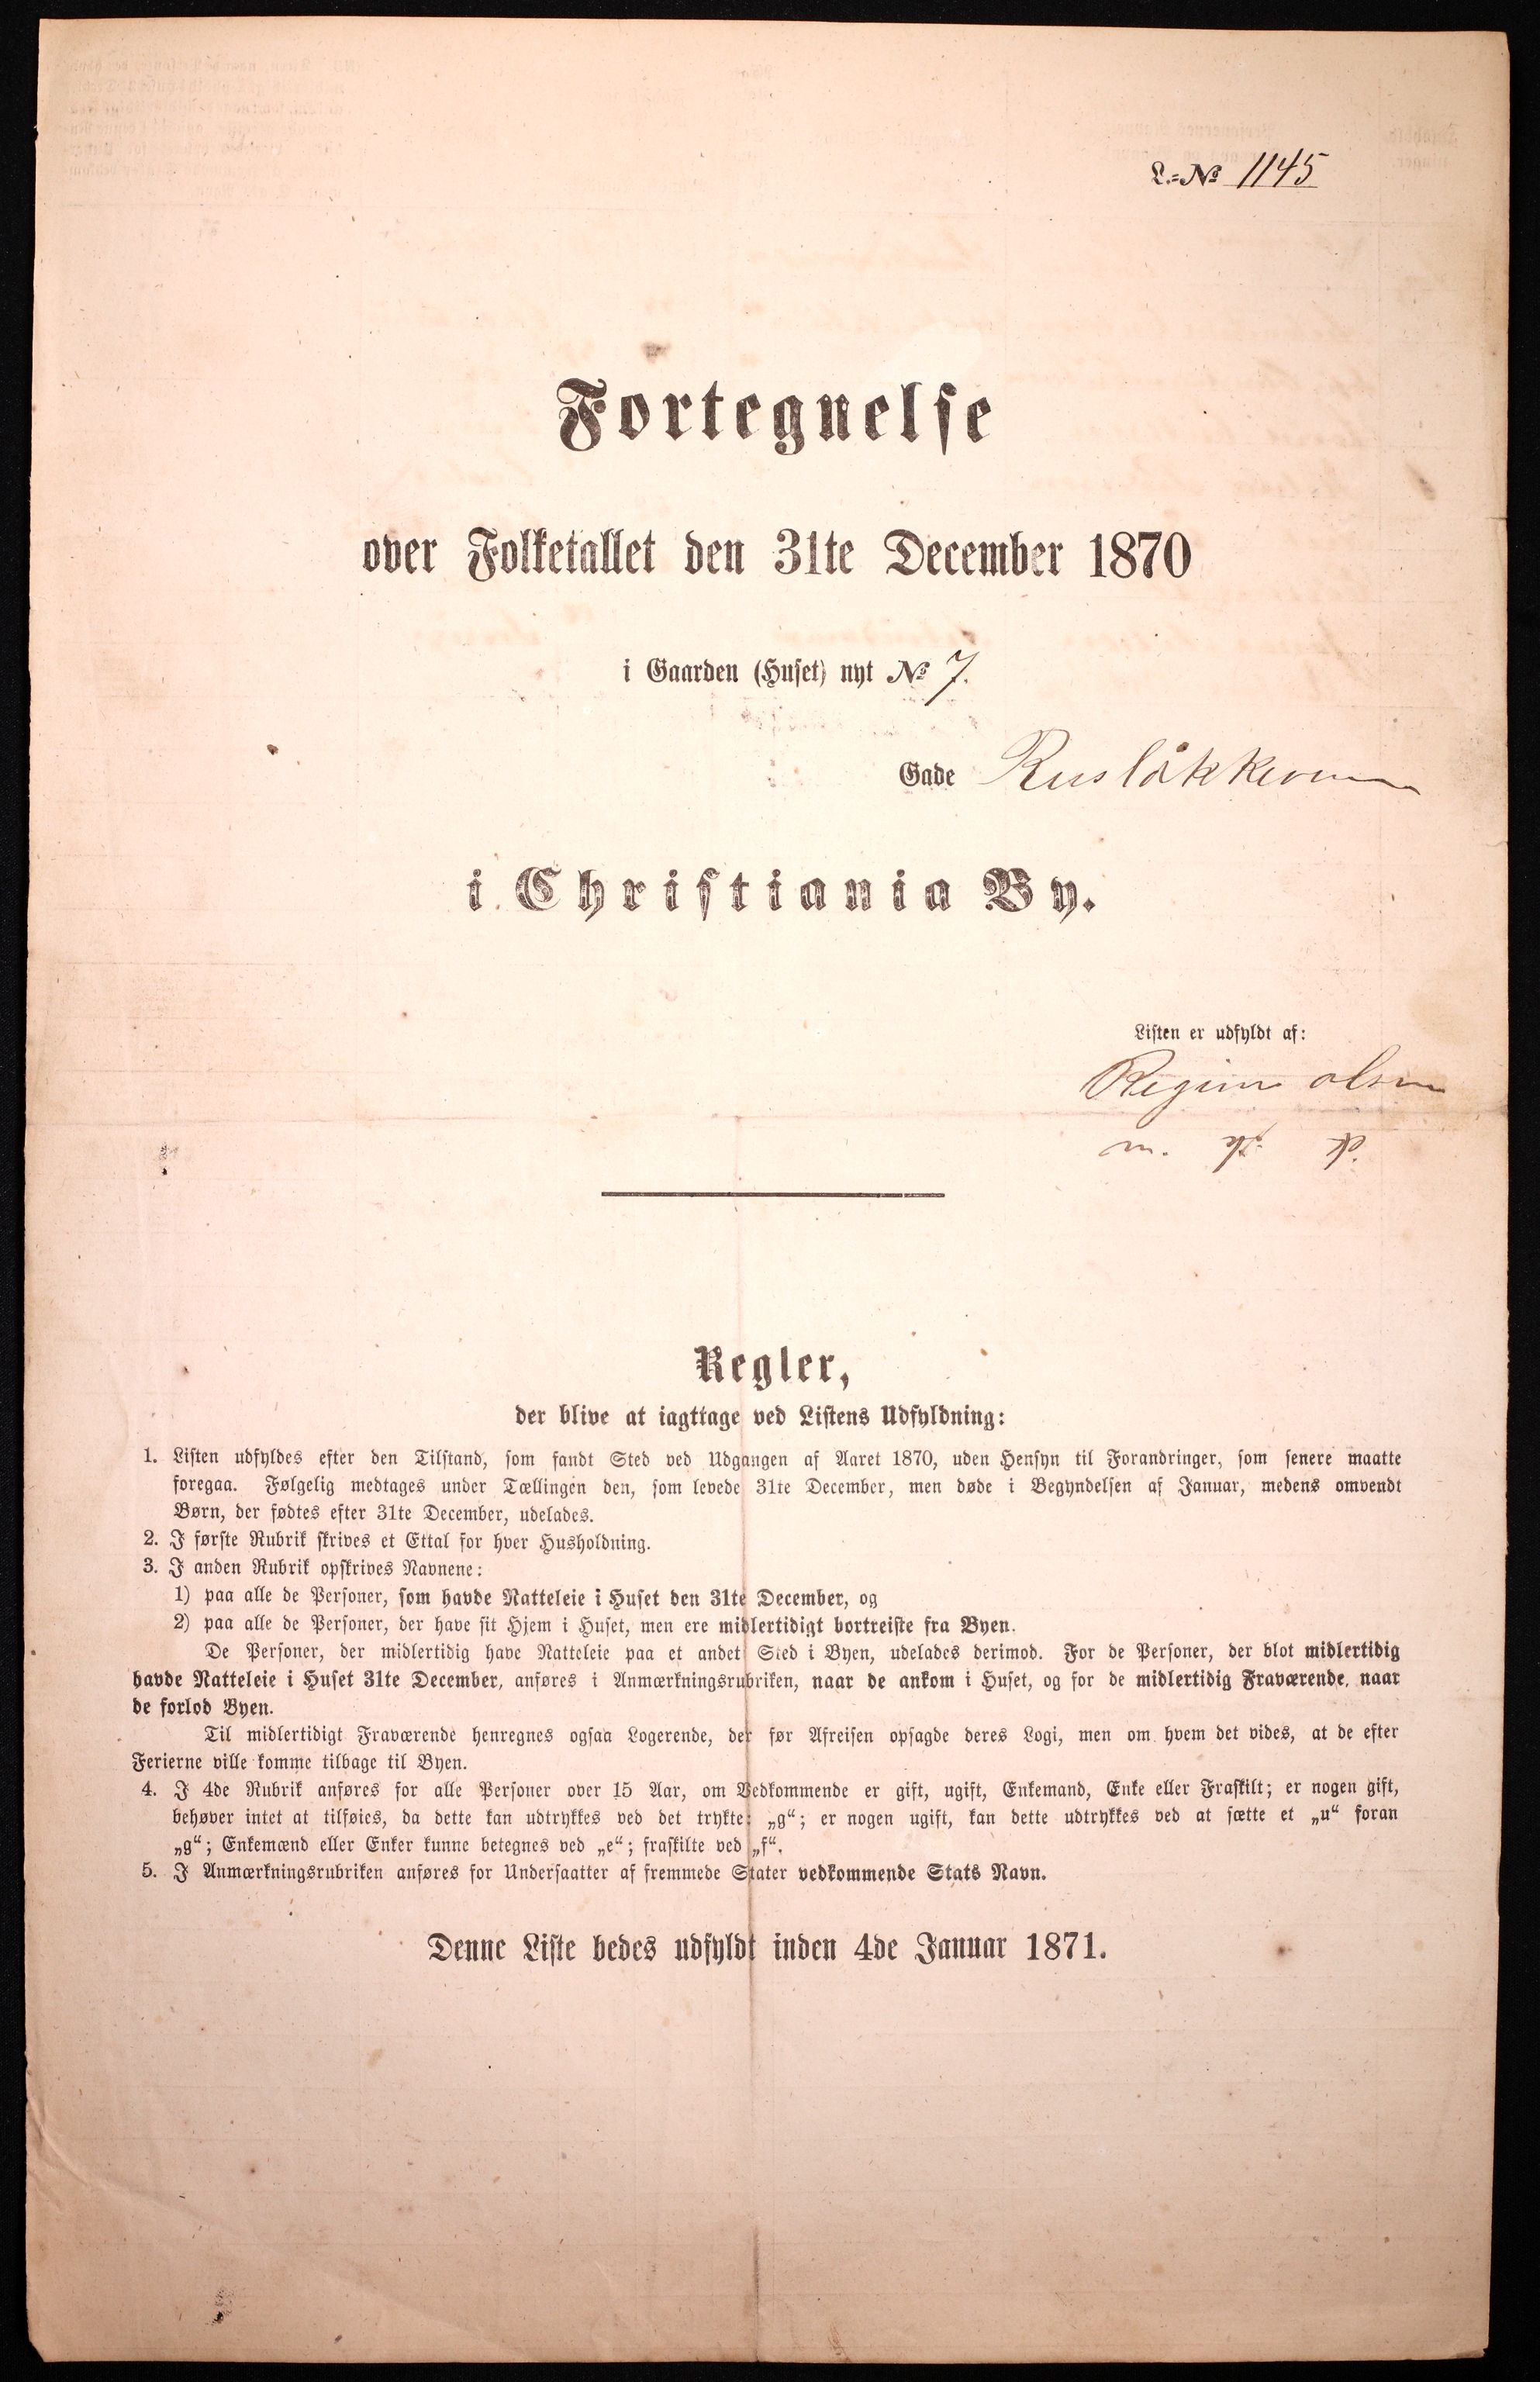 L.=No 1145
Fortegnelse
over Folketallet den 31te December 1870
i Gaarden (Huset) nyt No 7.
Gade Rusløkkeven
i Christiania By.
Listen er udfyldt af:
Regine olsen
m.
Regler,
der blive at iagttage ved Listens Udfyldning:
1. Listen udfyldes efter den Tilstand, som fandt Sted ved Udgangen af Aaret 1870, uden Hensyn til Forandringer, som senere maatte
foregaa. Følgelig medtages under Tællingen den, som levede 31te December, men døde i Begyndelsen af Januar, medens omvendt
Børn, der fødtes efter 31te December, udelades.
2. I første Rubrik skrives et Ettal for hver Husholdning.
3. I anden Rubrik opskrives Navnene:
1) paa alle de Personer, som havde Natteleie i Huset den 31te December, og
2) paa alle de Personer, der have sit Hjem i Huset, men ere midlertidigt bortreiste fra Byen.
De Personer, der midlertidig have Natteleie paa et andet Sted i Byen, udelades derimod. For de Personer, der blot midlertidig
havde Natteleie i Huset 31te December, anføres i Anmærkningsrubriken, naar de ankom i Huset, og for de midlertidig Fraværende, naar
de forlod Byen.
Til midlertidigt Fraværende henregnes ogsaa Logerende, der før Afreisen opsagde deres Logi, men om hvem det vides, at de efter
Ferierne ville komme tilbage til Byen.
4. I 4de Rubrik anføres for alle Personer over 15 Aar, om Vedkommende er gift, ugift, Enkemand, Enke eller Fraskilt; er nogen gift,
behøver intet at tilføies, da dette kan udtrykkes ved det trykte: „g“; er nogen ugift, kan dette udtrykkes ved at sætte et „u“ foran
„g“; Enkemænd eller Enker kunne betegnes ved „e“; fraskilte ved „f“.
5. I Anmærkningsrubriken anføres for Undersaatter af fremmede Stater vedkommende Stats Navn.
Denne Liste bedes udfyldt inden 4de Januar 1871.